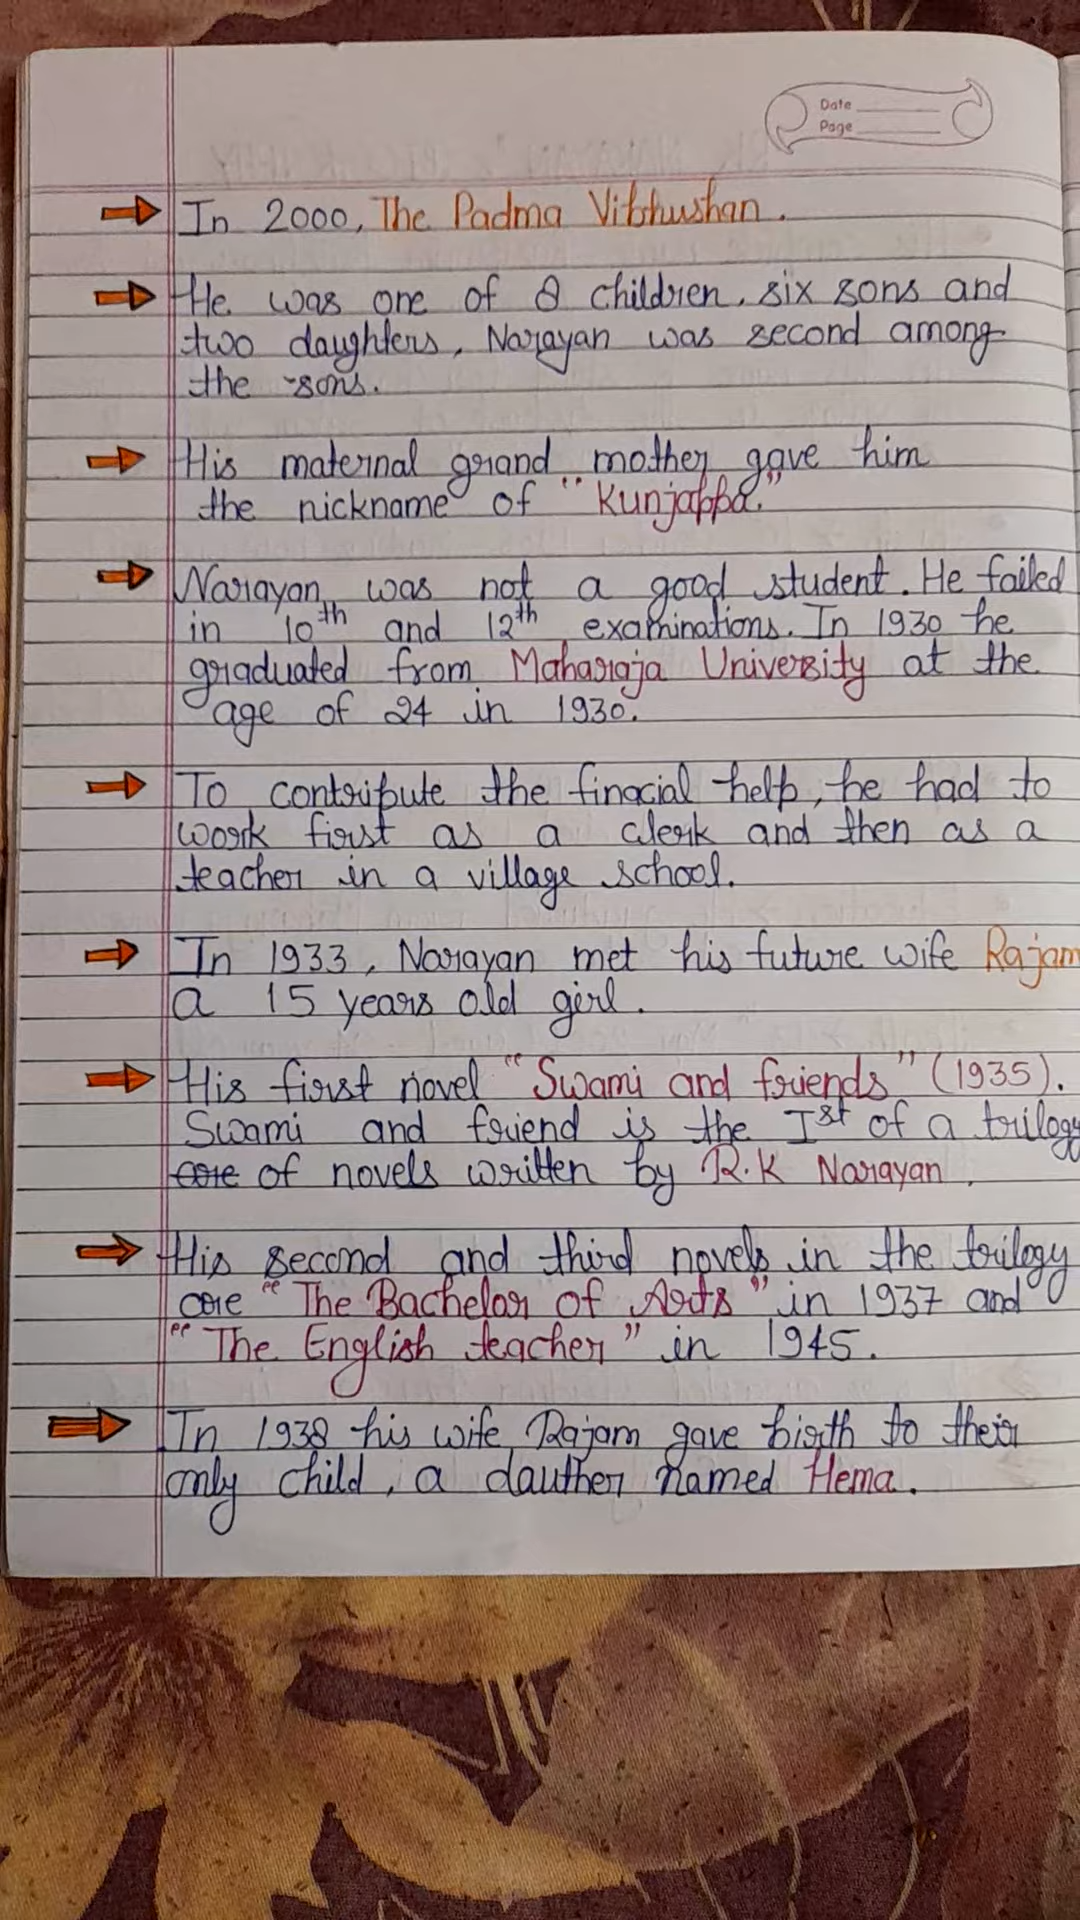 Date
Page
In 2000, The Padma Vibhushan.
He was one of 8 children, six sons and
two daughters, Narayan was second among
the sons.
His maternal grand mother gave him
the nickname of "Kunjappa."
Narayan was not a good student. He failed
in 10th and 12th examinations. In 1930 he
graduated from Maharaja University at the
age of 24 in 1930.
To contribute the finacial help, he had to
work first as a clerk and then as a
teacher in a village school.
In 1933, Narayan met his future wife Rajam
a 15 years old girl.
His first novel "Swami and friends" (1935).
Swami and friend is the Ist of a trilogy
of novels written by R.K Narayan.
His second and third novels in the trilogy
are "The Bachelor of Arts" in 1937 and
"The English teacher" in 1945.
In 1938 his wife Rajam gave birth to their
only child, a dauther named Hema.